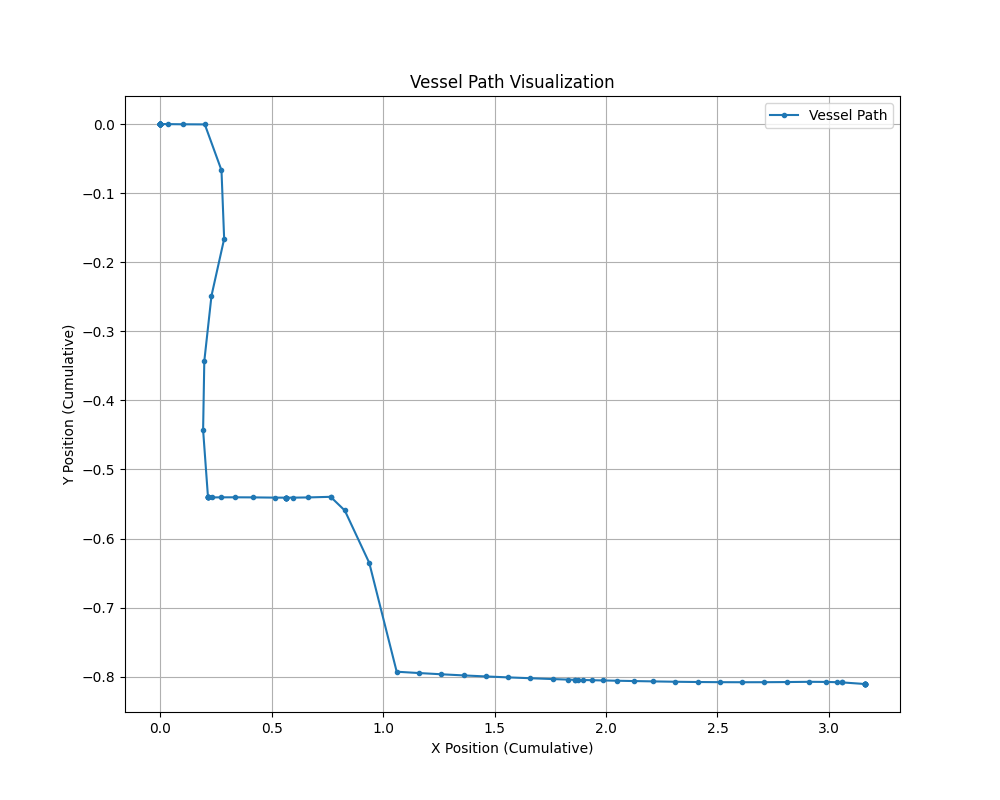 Vessel Path Visualization
Vessel Path
0.0
−0.1
−0.2
−0.3
−0.4
−0.5
−0.6
−0.7
−0.8
Y Position (Cumulative)
0.0 0.5 1.0 1.5 2.0 2.5 3.0
X Position (Cumulative)